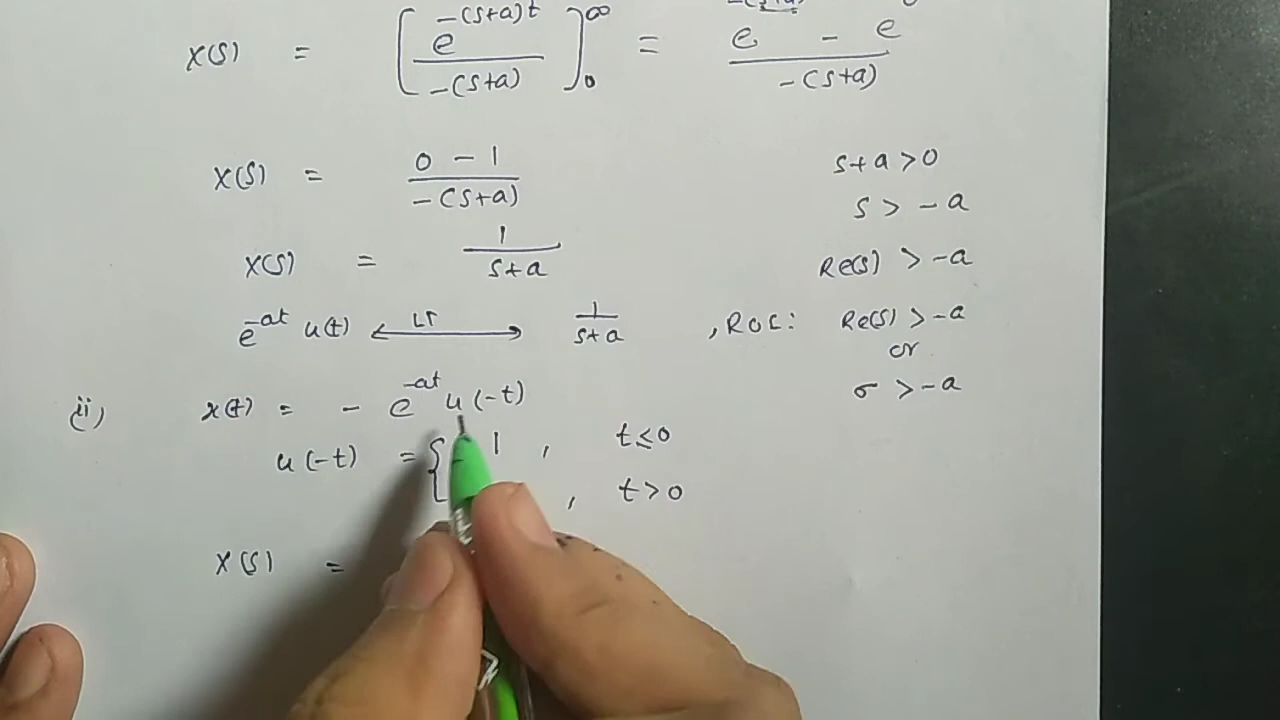 X(S) = [e^-(S+a)t / -(S+a)]_0^∞ = e^-(S+a) - e / -(S+a)
X(S) = 0 - 1 / -(S+a)
S+a > 0
S > -a
X(S) = 1 / S+a
Re(S) > -a
e^-at u(t) ⟷ LT 1 / S+a , ROC: Re(S) > -a
or
σ > -a
(ii) x(t) = - e^-at u(-t)
u(-t) = { 1 , t ≤ 0
, t > 0
X(S) =